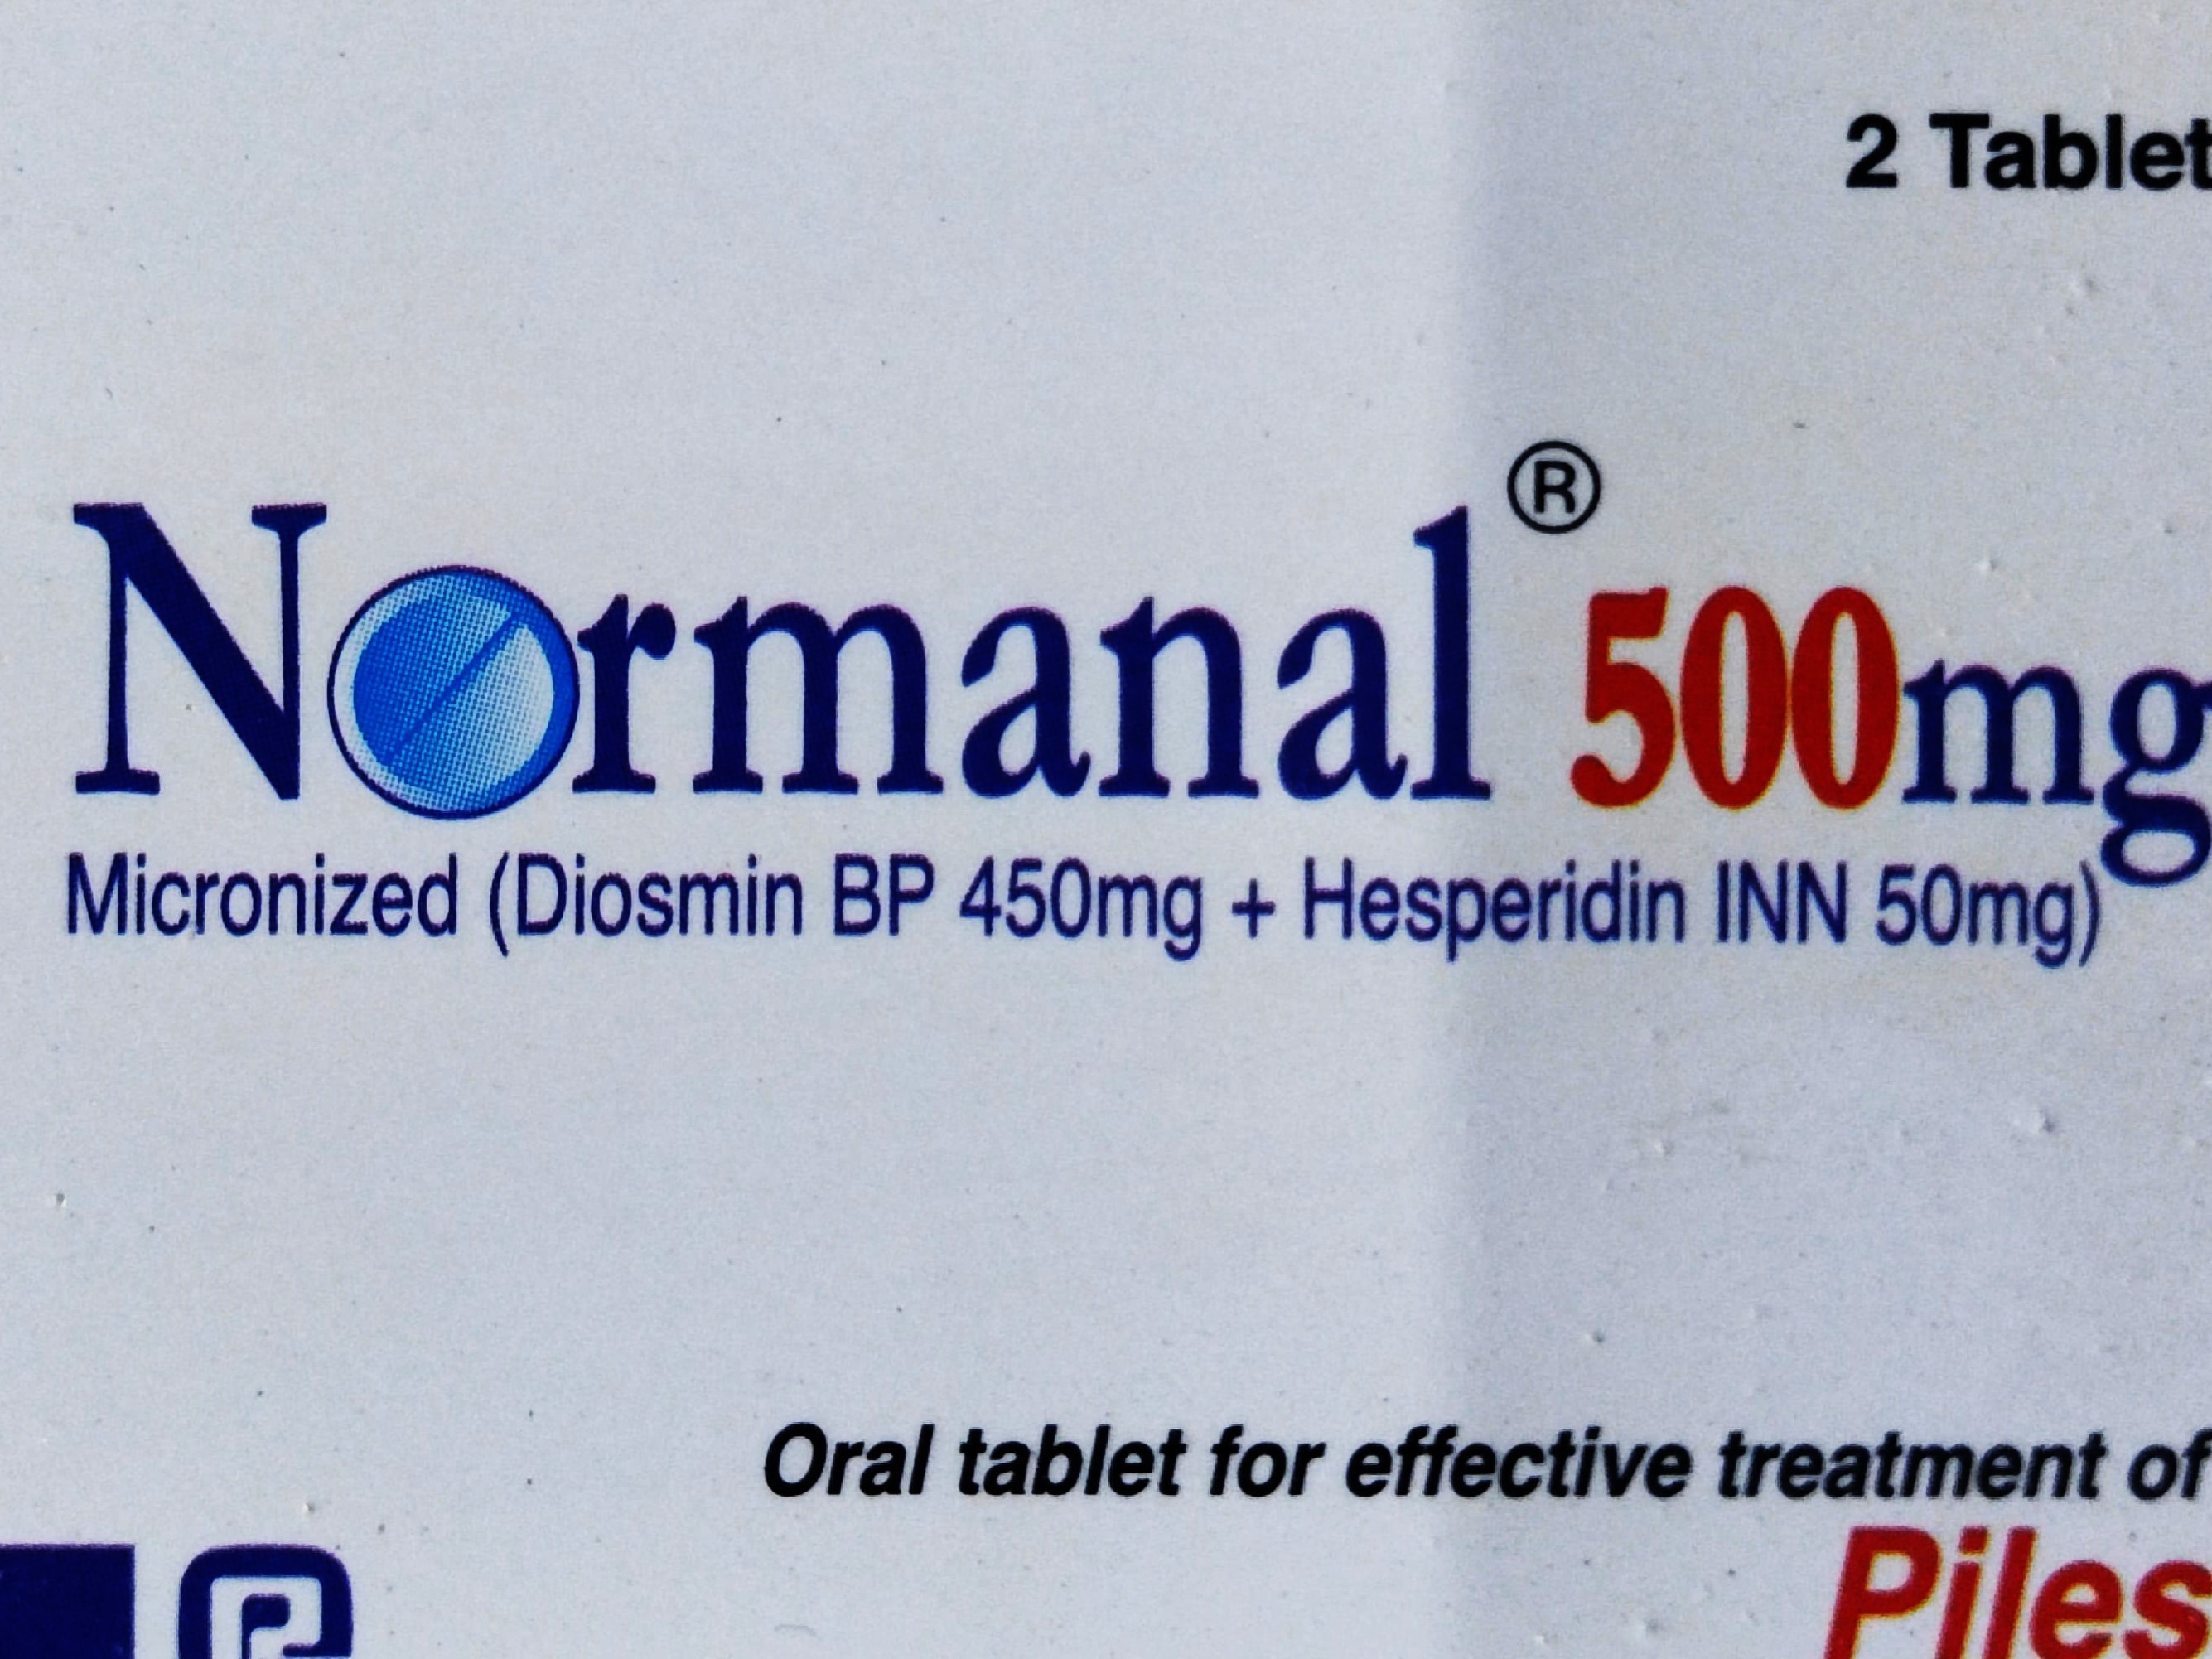 2 Tablet
Normanal® 500mg
Micronized (Diosmin BP 450mg + Hesperidin INN 50mg)
Oral tablet for effective treatment of
Piles